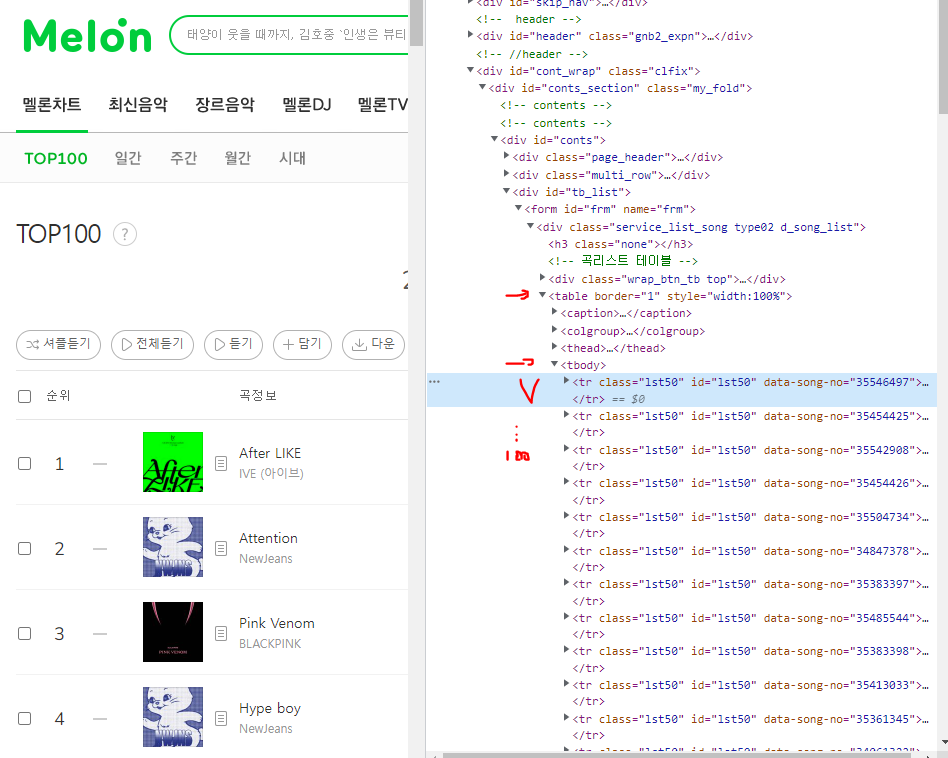 Melon
태양이 웃을 때까지, 김호중 '인생은 뷰티
멜론차트 최신음악 장르음악 멜론DJ 멜론TV
TOP100 일간 주간 월간 시대
TOP100 ?
2
셔플듣기 전체듣기 듣기 담기 다운
순위 곡정보
1 After LIKE
IVE (아이브)
2 Attention
NewJeans
3 Pink Venom
BLACKPINK
4 Hype boy
NewJeans
<div id="skip_nav">…</div>
<!--  header -->
<div id="header" class="gnb2_expn">…</div>
<!-- //header -->
<div id="cont_wrap" class="clfix">
<div id="conts_section" class="my_fold">
<!-- contents -->
<!-- contents -->
<div id="conts">
<div class="page_header">…</div>
<div class="multi_row">…</div>
<div id="tb_list">
<form id="frm" name="frm">
<div class="service_list_song type02 d_song_list">
<h3 class="none"></h3>
<!-- 곡리스트 테이블 -->
<div class="wrap_btn_tb top">…</div>
<table border="1" style="width:100%">
<caption>…</caption>
<colgroup>…</colgroup>
<thead>…</thead>
<tbody>
<tr class="lst50" id="lst50" data-song-no="35546497">…
</tr> == $0
<tr class="lst50" id="lst50" data-song-no="35454425">…
</tr>
<tr class="lst50" id="lst50" data-song-no="35542908">…
</tr>
<tr class="lst50" id="lst50" data-song-no="35454426">…
</tr>
<tr class="lst50" id="lst50" data-song-no="35504734">…
</tr>
<tr class="lst50" id="lst50" data-song-no="34847378">…
</tr>
<tr class="lst50" id="lst50" data-song-no="35383397">…
</tr>
<tr class="lst50" id="lst50" data-song-no="35485544">…
</tr>
<tr class="lst50" id="lst50" data-song-no="35383398">…
</tr>
<tr class="lst50" id="lst50" data-song-no="35413033">…
</tr>
<tr class="lst50" id="lst50" data-song-no="35361345">…
</tr>
100